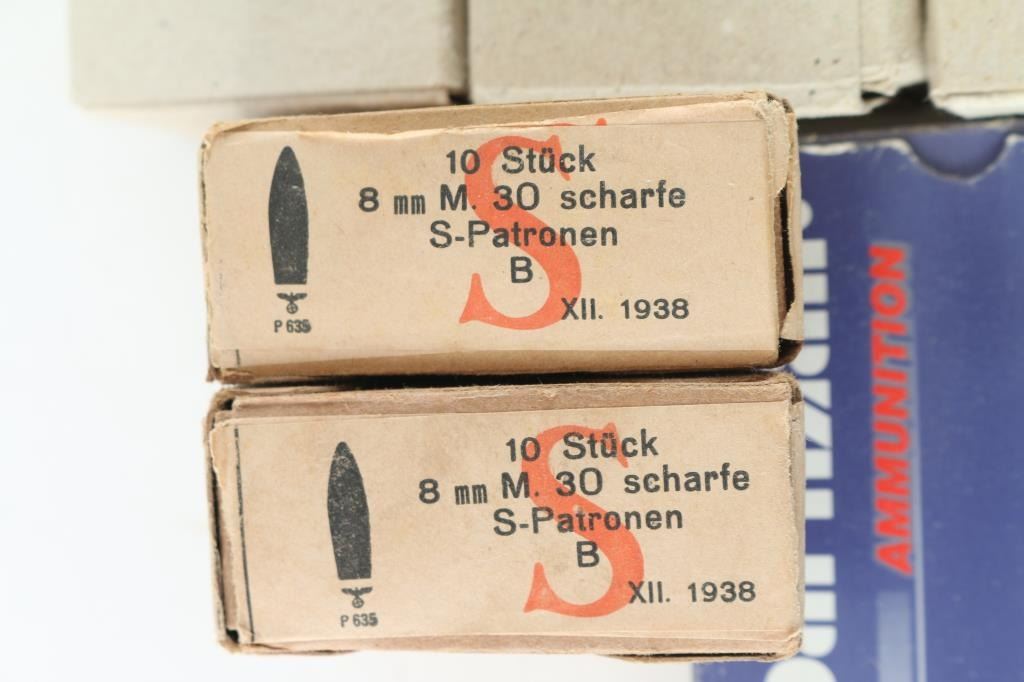 S
10 Stück
8 mm M. 30 scharfe
S-Patronen
B
XII. 1938
P 635
S
10 Stück
8 mm M. 30 scharfe
S-Patronen
B
XII. 1938
P 635
AMMUNITION